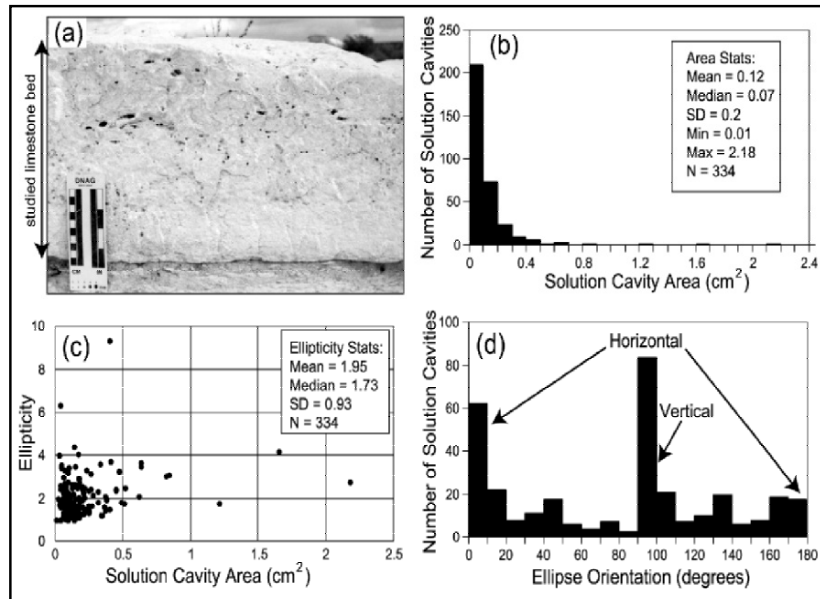 (a)
studied limestone bed
DNAG
CM
IN
(b)
Number of Solution Cavities
250
200
150
100
50
0
Area Stats:
Mean = 0.12
Median = 0.07
SD = 0.2
Min = 0.01
Max = 2.18
N = 334
0 0.4 0.8 1.2 1.6 2 2.4
Solution Cavity Area (cm²)
(c)
Ellipticity
10
8
6
4
2
0
Ellipticity Stats:
Mean = 1.95
Median = 1.73
SD = 0.93
N = 334
0 0.5 1 1.5 2 2.5
Solution Cavity Area (cm²)
(d)
Number of Solution Cavities
100
80
60
40
20
0
Horizontal
Vertical
0 20 40 60 80 100 120 140 160 180
Ellipse Orientation (degrees)